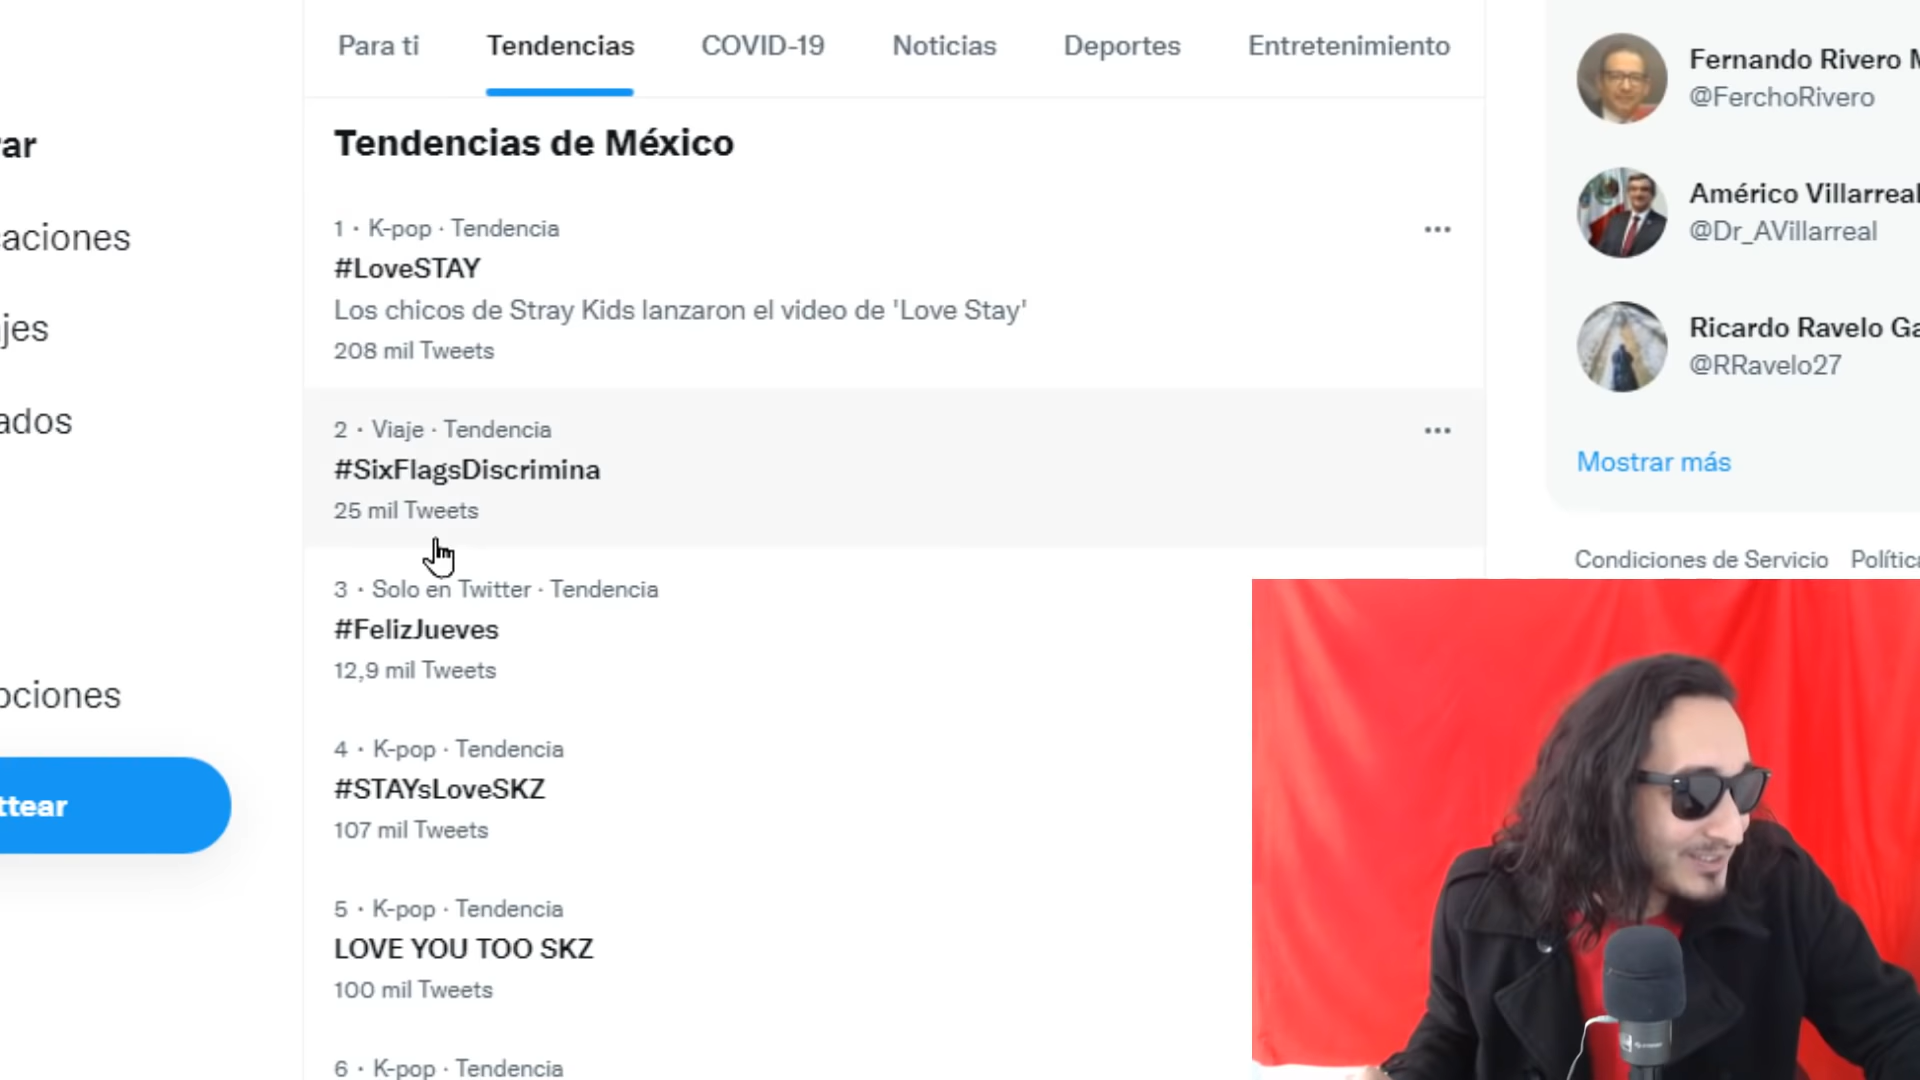 Para ti Tendencias COVID-19 Noticias Deportes Entretenimiento
Tendencias de México
1 · K-pop · Tendencia
#LoveSTAY
Los chicos de Stray Kids lanzaron el video de 'Love Stay'
208 mil Tweets
2 · Viaje · Tendencia
#SixFlagsDiscrimina
25 mil Tweets
3 · Solo en Twitter · Tendencia
#FelizJueves
12,9 mil Tweets
4 · K-pop · Tendencia
#STAYsLoveSKZ
107 mil Tweets
5 · K-pop · Tendencia
LOVE YOU TOO SKZ
100 mil Tweets
6 · K-pop · Tendencia
ar
caciones
jes
ados
pciones
ttear
Fernando Rivero M
@FerchoRivero
Américo Villarreal
@Dr_AVillarreal
Ricardo Ravelo Ga
@RRavelo27
Mostrar más
Condiciones de Servicio Polític